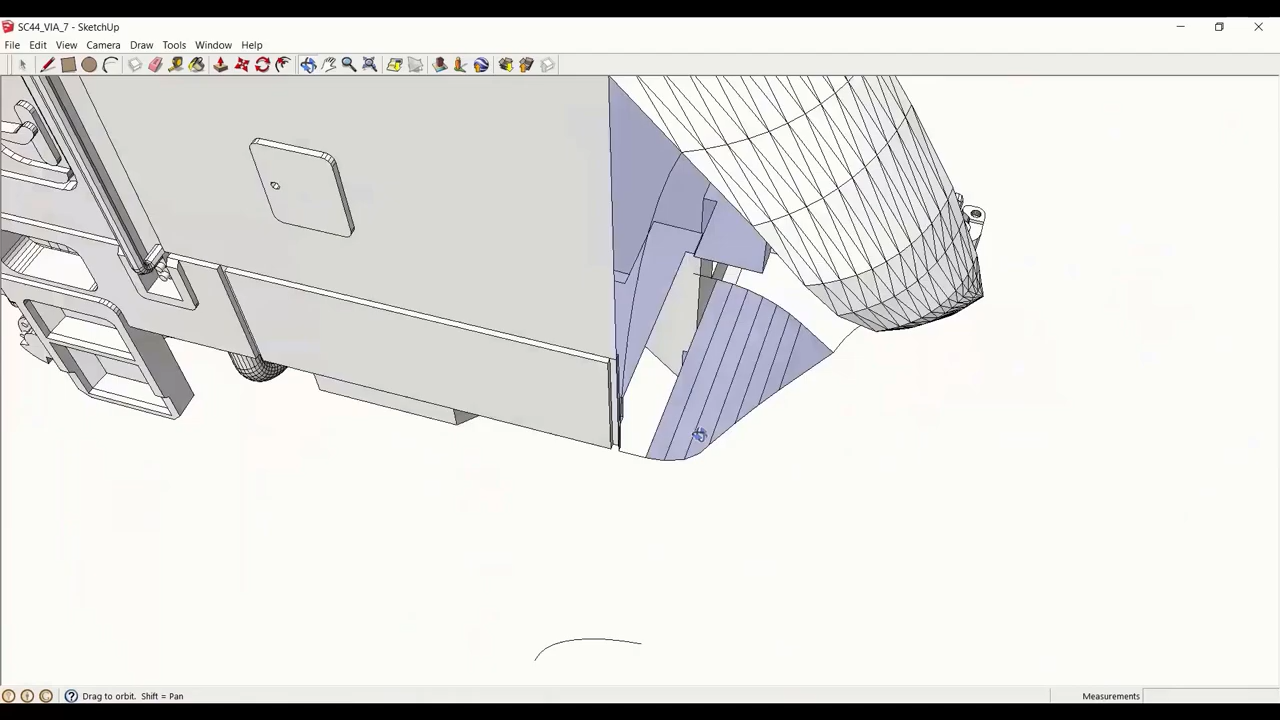 SC44_VIA_7 - SketchUp
File Edit View Camera Draw Tools Window Help
Drag to orbit. Shift = Pan
Measurements